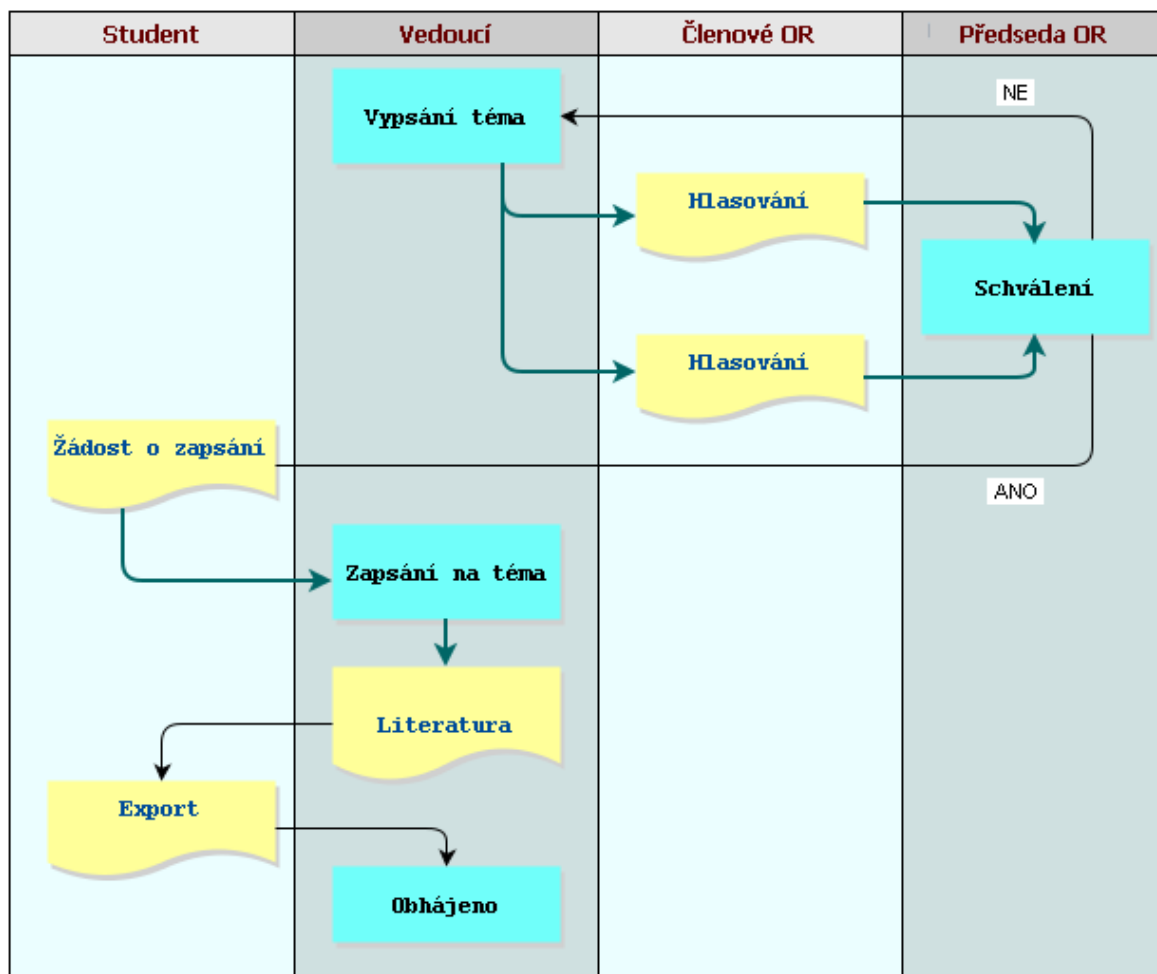 Student
Vedoucí
Členové OR
Předseda OR
NE
Vypsání téma
Hlasování
Schválení
Hlasování
Žádost o zapsání
ANO
Zapsání na téma
Literatura
Export
Obhájeno